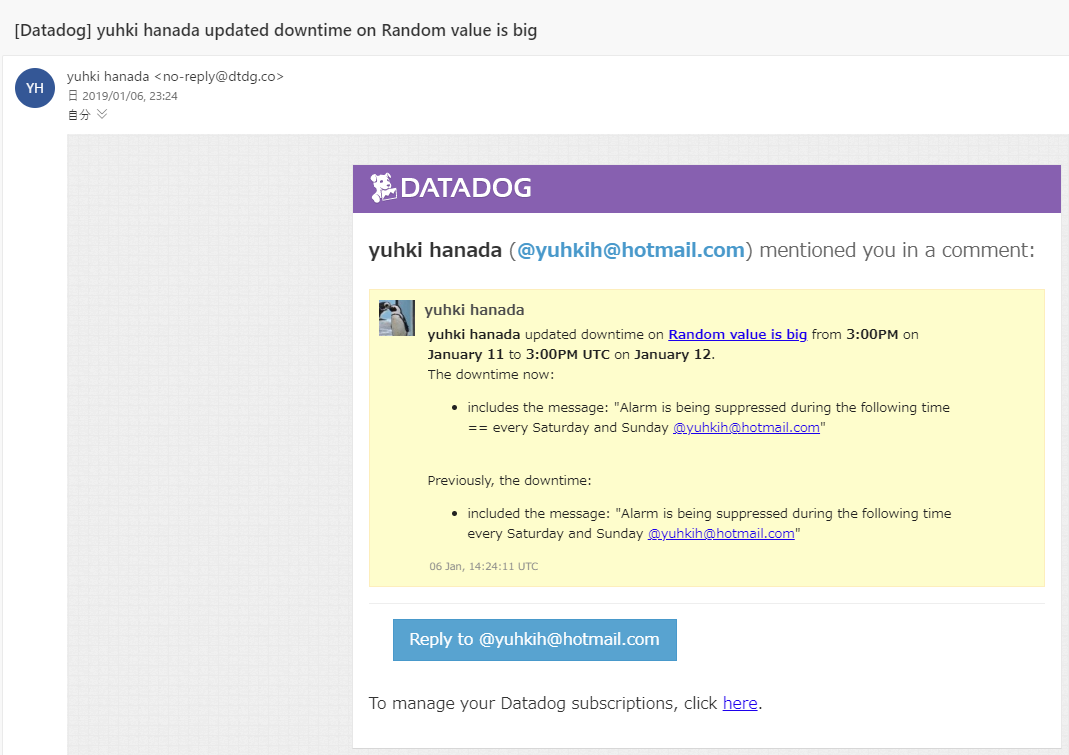 [Datadog] yuhki hanada updated downtime on Random value is big
YH
yuhki hanada <no-reply@dtdg.co>
日 2019/01/06, 23:24
自分
DATADOG
yuhki hanada (@yuhkih@hotmail.com) mentioned you in a comment:
yuhki hanada
yuhki hanada updated downtime on Random value is big from 3:00PM on
January 11 to 3:00PM UTC on January 12.
The downtime now:
• includes the message: "Alarm is being suppressed during the following time
== every Saturday and Sunday @yuhkih@hotmail.com"
Previously, the downtime:
• included the message: "Alarm is being suppressed during the following time
every Saturday and Sunday @yuhkih@hotmail.com"
06 Jan, 14:24:11 UTC
Reply to @yuhkih@hotmail.com
To manage your Datadog subscriptions, click here.